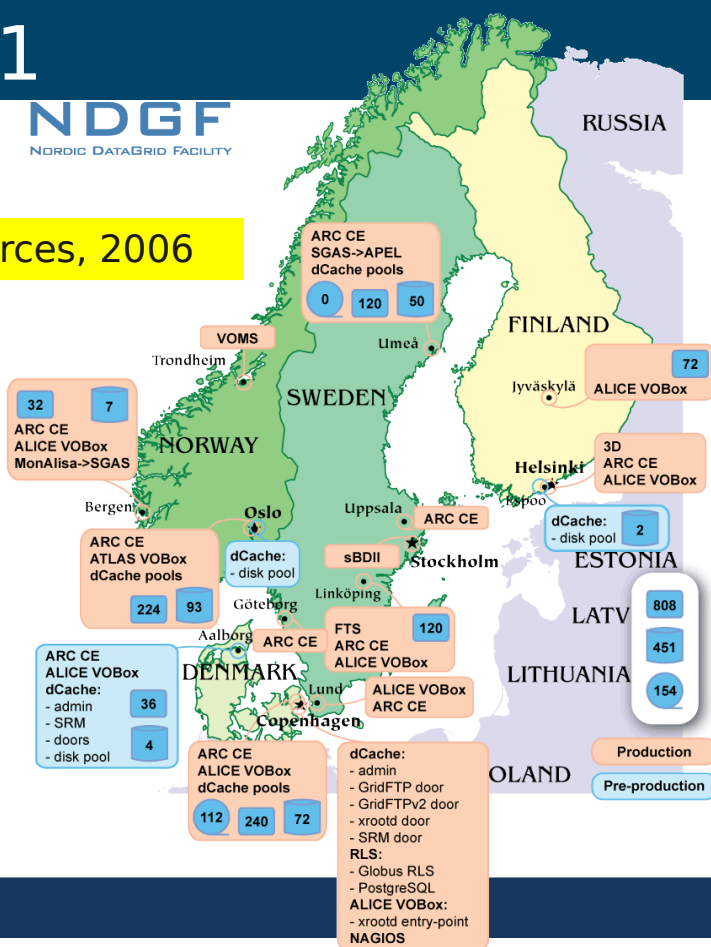 1
NDGF
NORDIC DATAGRID FACILITY
rces, 2006
RUSSIA
ARC CE
SGAS->APEL
dCache pools
0
120
50
Umeå
FINLAND
VOMS
Trondheim
72
ALICE VOBox
Jyväskylä
SWEDEN
32
7
ARC CE
ALICE VOBox
MonAlisa->SGAS
NORWAY
3D
ARC CE
ALICE VOBox
Helsinki
Espoo
Bergen
Oslo
Uppsala
ARC CE
dCache:
- disk pool
2
ARC CE
ATLAS VOBox
dCache pools
224
93
dCache:
- disk pool
sBDII
Stockholm
ESTONIA
Linköping
Göteborg
808
LATV
FTS
ARC CE
ALICE VOBox
120
Aalborg
ARC CE
451
ARC CE
ALICE VOBox
dCache:
- admin
- SRM
- doors
- disk pool
36
4
DENMARK
LITHUANIA
154
Lund
ALICE VOBox
ARC CE
Copenhagen
ARC CE
ALICE VOBox
dCache pools
112
240
72
dCache:
- admin
- GridFTP door
- GridFTPv2 door
- xrootd door
- SRM door
RLS:
- Globus RLS
- PostgreSQL
ALICE VOBox:
- xrootd entry-point
NAGIOS
Production
OLAND
Pre-production